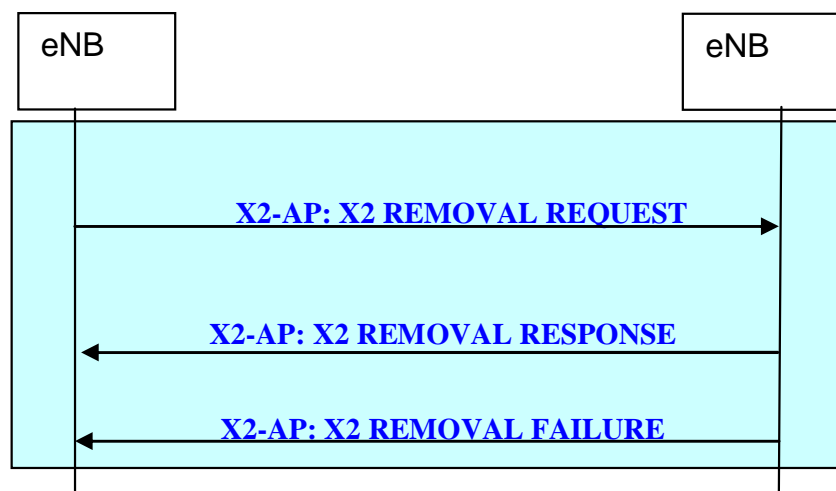 eNB
eNB
X2-AP: X2 REMOVAL REQUEST
X2-AP: X2 REMOVAL RESPONSE
X2-AP: X2 REMOVAL FAILURE